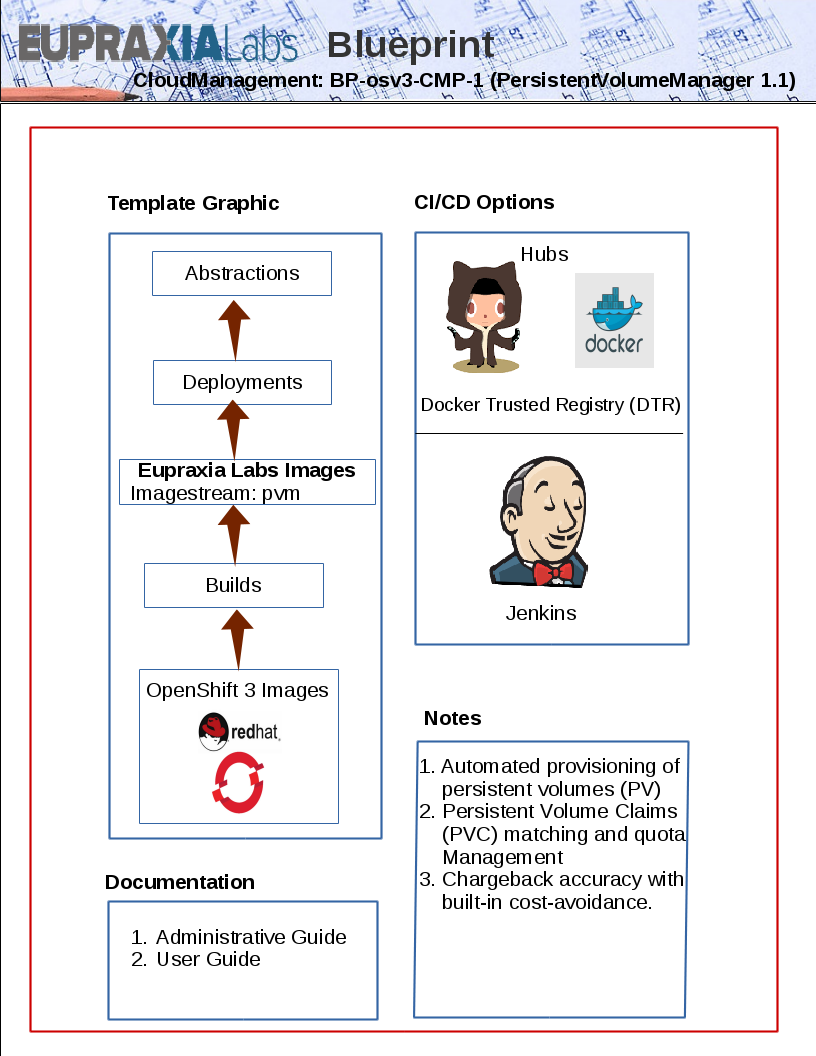 EUPRAXIALabs Blueprint
CloudManagement: BP-osv3-CMP-1 (PersistentVolumeManager 1.1)
Template Graphic
Abstractions
Deployments
Eupraxia Labs Images
Imagestream: pvm
Builds
OpenShift 3 Images
redhat.
CI/CD Options
Hubs
docker
Docker Trusted Registry (DTR)
Jenkins
Notes
1. Automated provisioning of
persistent volumes (PV)
2. Persistent Volume Claims
(PVC) matching and quota
Management
3. Chargeback accuracy with
built-in cost-avoidance.
Documentation
1. Administrative Guide
2. User Guide